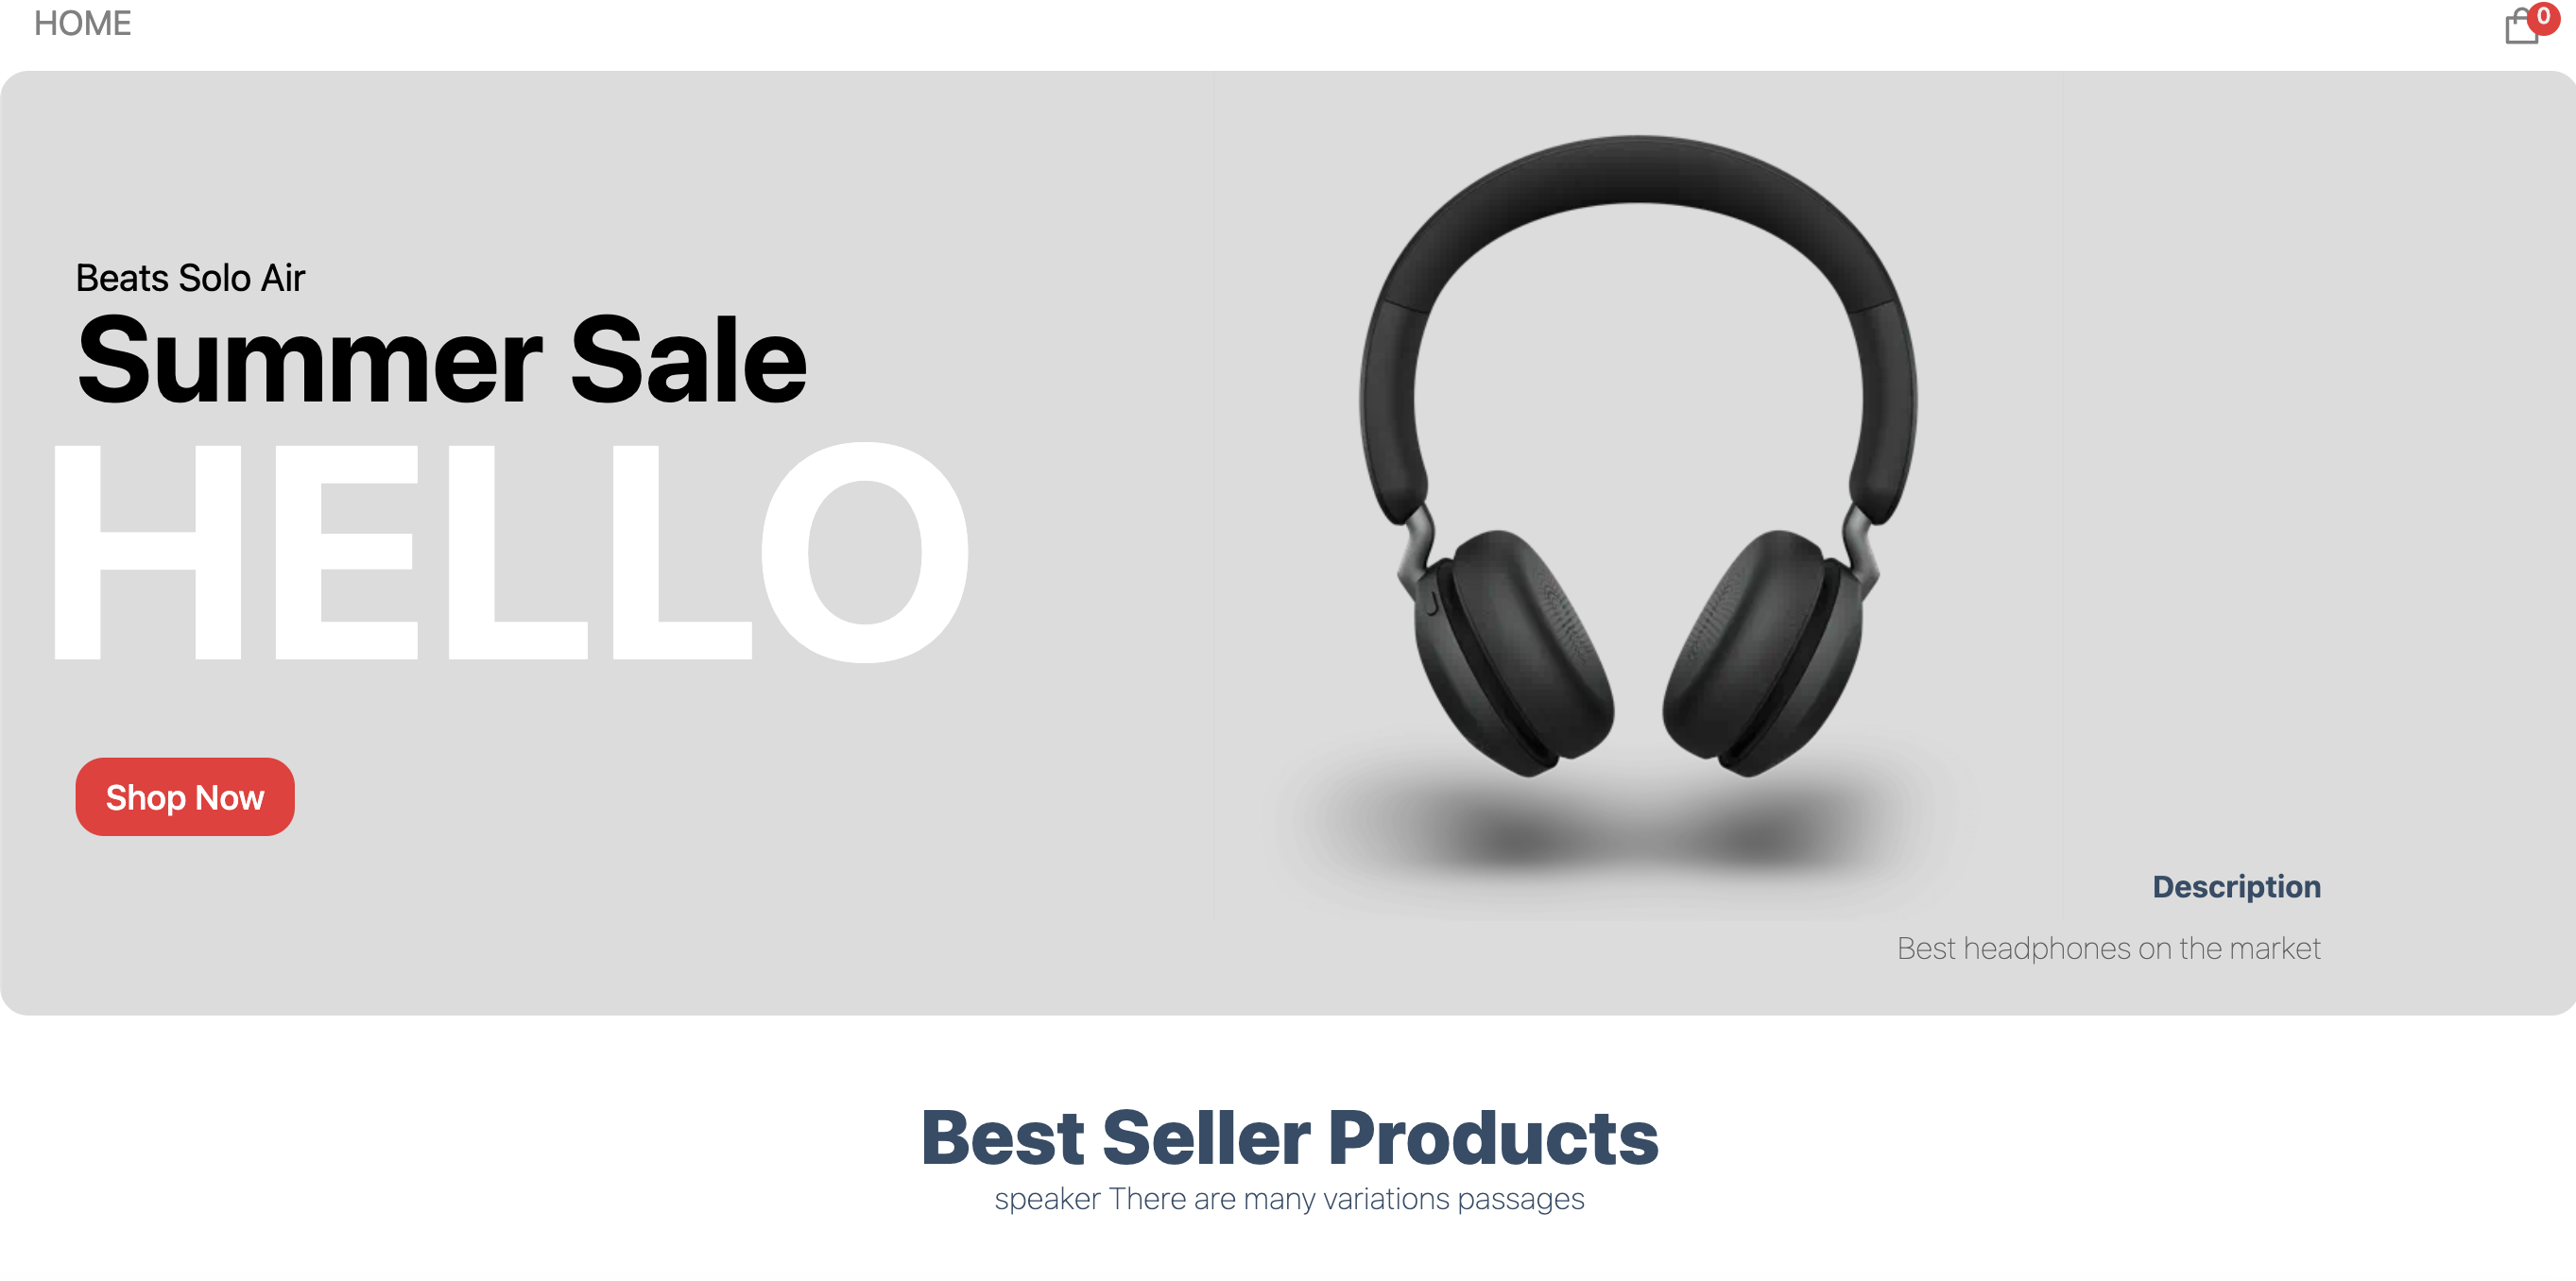 HOME
0
Beats Solo Air
Summer Sale
HELLO
Shop Now
Description
Best headphones on the market
Best Seller Products
speaker There are many variations passages